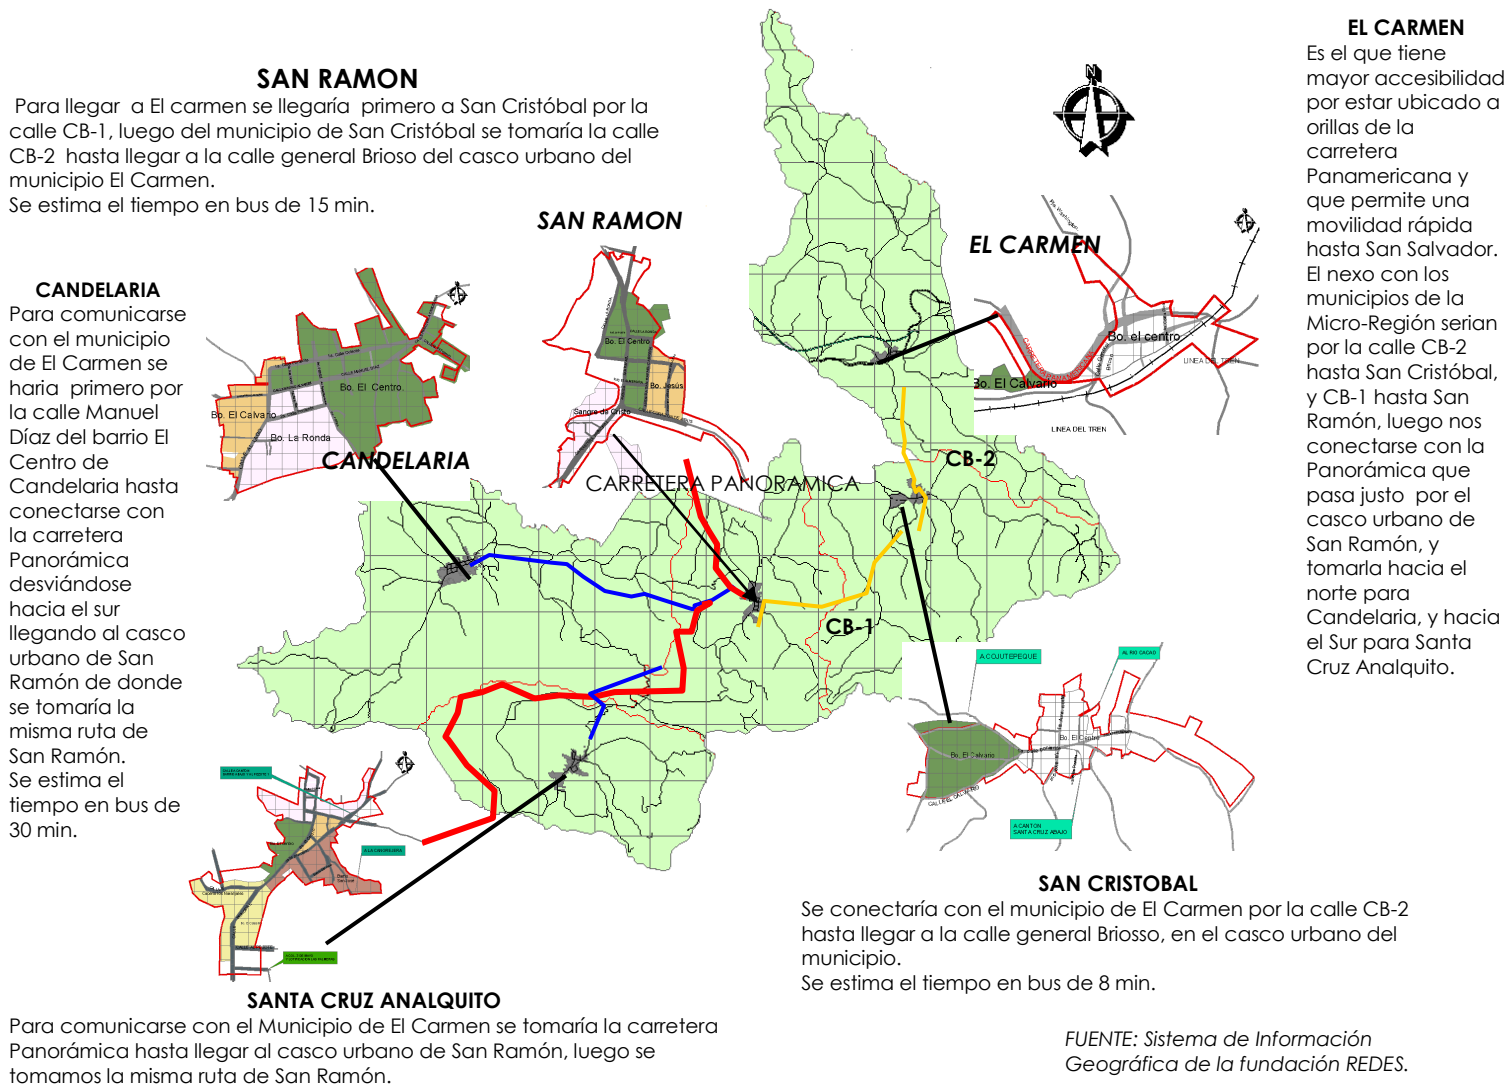 SAN RAMON
Para llegar a El carmen se llegaría primero a San Cristóbal por la
calle CB-1, luego del municipio de San Cristóbal se tomaría la calle
CB-2 hasta llegar a la calle general Brioso del casco urbano del
municipio El Carmen.
Se estima el tiempo en bus de 15 min.
EL CARMEN
Es el que tiene
mayor accesibilidad
por estar ubicado a
orillas de la
carretera
Panamericana y
que permite una
movilidad rápida
hasta San Salvador.
El nexo con los
municipios de la
Micro-Región serian
por la calle CB-2
hasta San Cristóbal,
y CB-1 hasta San
Ramón, luego nos
conectarse con la
Panorámica que
pasa justo por el
casco urbano de
San Ramón, y
tomarla hacia el
norte para
Candelaria, y hacia
el Sur para Santa
Cruz Analquito.
CANDELARIA
Para comunicarse
con el municipio
de El Carmen se
haria primero por
la calle Manuel
Díaz del barrio El
Centro de
Candelaria hasta
conectarse con
la carretera
Panorámica
desviándose
hacia el sur
llegando al casco
urbano de San
Ramón de donde
se tomaría la
misma ruta de
San Ramón.
Se estima el
tiempo en bus de
30 min.
N
SAN RAMON
Bo. El Centro
Bo. Jesús
Sangre de Cristo
EL CARMEN
Bo. el centro
Bo. El Calvario
LINEA DEL TREN
LINEA DEL TREN
Bo. El Centro
Bo. El Calvario
Bo. La Ronda
CANDELARIA
CARRETERA PANORAMICA
CB-2
CB-1
A COJUTEPEQUE
AL RIO CACAO
Bo. El Calvario
Bo. El Centro
CALLE EL CALVARIO
A CANTON
SANTA CRUZ ABAJO
SAN CRISTOBAL
Se conectaría con el municipio de El Carmen por la calle CB-2
hasta llegar a la calle general Briosso, en el casco urbano del
municipio.
Se estima el tiempo en bus de 8 min.
SANTA CRUZ ANALQUITO
Para comunicarse con el Municipio de El Carmen se tomaría la carretera
Panorámica hasta llegar al casco urbano de San Ramón, luego se
tomamos la misma ruta de San Ramón.
FUENTE: Sistema de Información
Geográfica de la fundación REDES.